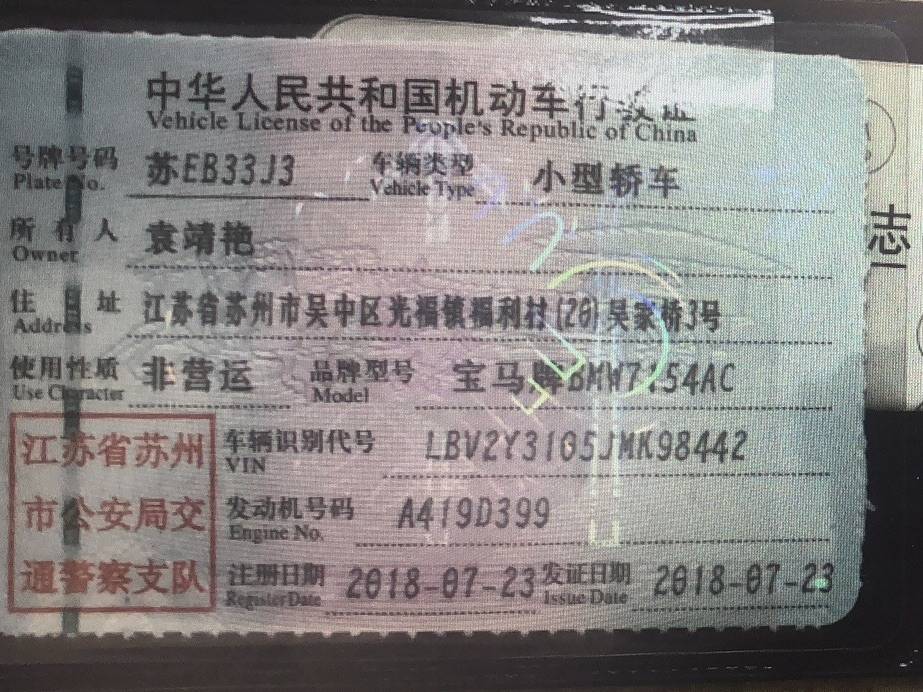 中华人民共和国机动车行驶证
Vehicle License of the People's Republic of China
号牌号码 苏EB33J3 车辆类型 小型轿车
Plate No. Vehicle Type
所有人 袁靖艳
Owner
住址 江苏省苏州市吴中区光福镇福利村(20)吴家桥3号
Address
使用性质 非营运 品牌型号 宝马牌BMW7154AC
Use Character Model
江苏省苏州 车辆识别代号 LBV2Y3105JMK98442
VIN
市公安局交 发动机号码 A419D399
Engine No.
通警察支队 注册日期 2018-07-23 发证日期 2018-07-23
Register Date Issue Date
志